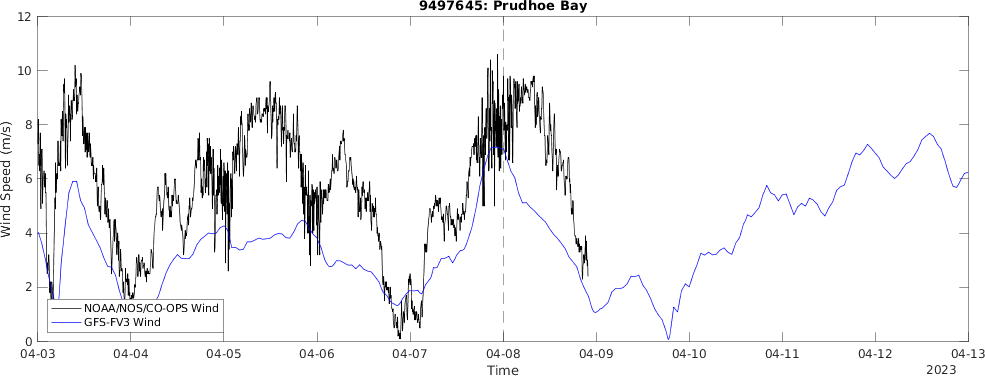 9497645: Prudhoe Bay
12
10
8
6
4
2
0
Wind Speed (m/s)
NOAA/NOS/CO-OPS Wind
GFS-FV3 Wind
04-03 04-04 04-05 04-06 04-07 04-08 04-09 04-10 04-11 04-12 04-13
Time
2023